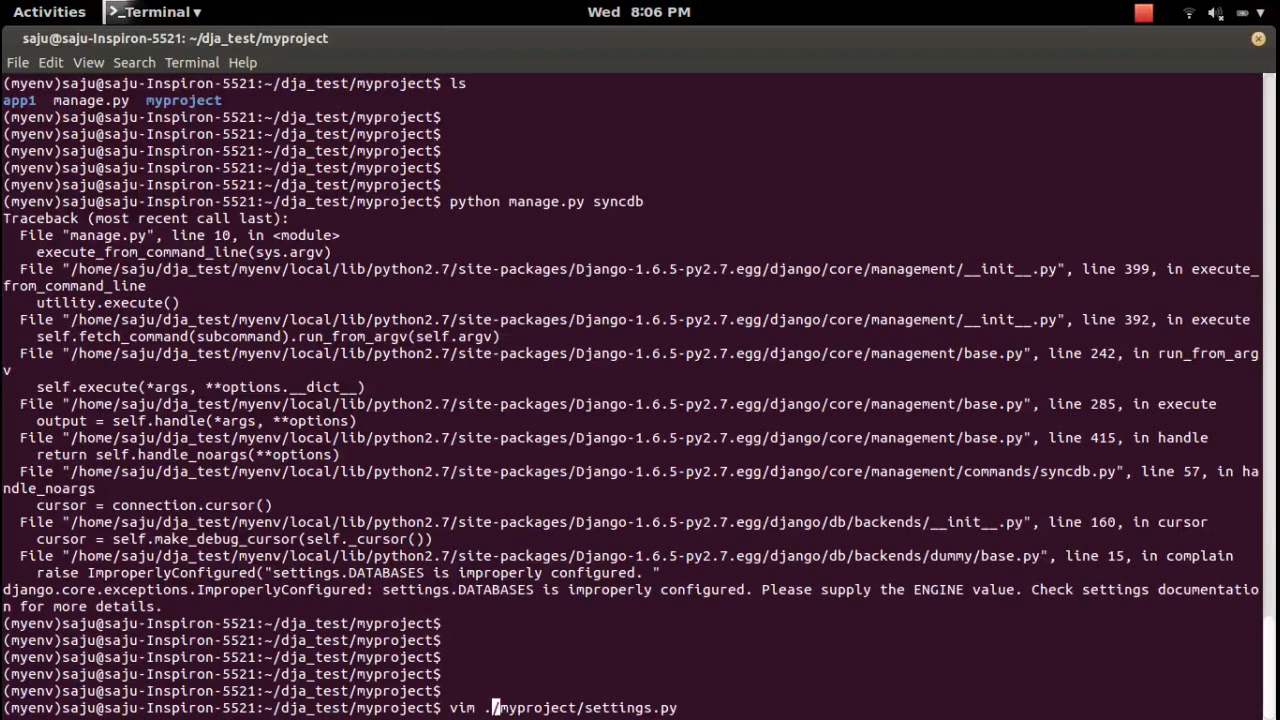 Activities >_ Terminal ▾ Wed 8:06 PM
saju@saju-Inspiron-5521: ~/dja_test/myproject
File Edit View Search Terminal Help
(myenv)saju@saju-Inspiron-5521:~/dja_test/myproject$ ls
app1 manage.py myproject
(myenv)saju@saju-Inspiron-5521:~/dja_test/myproject$
(myenv)saju@saju-Inspiron-5521:~/dja_test/myproject$
(myenv)saju@saju-Inspiron-5521:~/dja_test/myproject$
(myenv)saju@saju-Inspiron-5521:~/dja_test/myproject$
(myenv)saju@saju-Inspiron-5521:~/dja_test/myproject$
(myenv)saju@saju-Inspiron-5521:~/dja_test/myproject$ python manage.py syncdb
Traceback (most recent call last):
  File "manage.py", line 10, in <module>
    execute_from_command_line(sys.argv)
  File "/home/saju/dja_test/myenv/local/lib/python2.7/site-packages/Django-1.6.5-py2.7.egg/django/core/management/__init__.py", line 399, in execute_
from_command_line
    utility.execute()
  File "/home/saju/dja_test/myenv/local/lib/python2.7/site-packages/Django-1.6.5-py2.7.egg/django/core/management/__init__.py", line 392, in execute
    self.fetch_command(subcommand).run_from_argv(self.argv)
  File "/home/saju/dja_test/myenv/local/lib/python2.7/site-packages/Django-1.6.5-py2.7.egg/django/core/management/base.py", line 242, in run_from_arg
v
    self.execute(*args, **options.__dict__)
  File "/home/saju/dja_test/myenv/local/lib/python2.7/site-packages/Django-1.6.5-py2.7.egg/django/core/management/base.py", line 285, in execute
    output = self.handle(*args, **options)
  File "/home/saju/dja_test/myenv/local/lib/python2.7/site-packages/Django-1.6.5-py2.7.egg/django/core/management/base.py", line 415, in handle
    return self.handle_noargs(**options)
  File "/home/saju/dja_test/myenv/local/lib/python2.7/site-packages/Django-1.6.5-py2.7.egg/django/core/management/commands/syncdb.py", line 57, in ha
ndle_noargs
    cursor = connection.cursor()
  File "/home/saju/dja_test/myenv/local/lib/python2.7/site-packages/Django-1.6.5-py2.7.egg/django/db/backends/__init__.py", line 160, in cursor
    cursor = self.make_debug_cursor(self._cursor())
  File "/home/saju/dja_test/myenv/local/lib/python2.7/site-packages/Django-1.6.5-py2.7.egg/django/db/backends/dummy/base.py", line 15, in complain
    raise ImproperlyConfigured("settings.DATABASES is improperly configured. "
django.core.exceptions.ImproperlyConfigured: settings.DATABASES is improperly configured. Please supply the ENGINE value. Check settings documentatio
n for more details.
(myenv)saju@saju-Inspiron-5521:~/dja_test/myproject$
(myenv)saju@saju-Inspiron-5521:~/dja_test/myproject$
(myenv)saju@saju-Inspiron-5521:~/dja_test/myproject$
(myenv)saju@saju-Inspiron-5521:~/dja_test/myproject$
(myenv)saju@saju-Inspiron-5521:~/dja_test/myproject$
(myenv)saju@saju-Inspiron-5521:~/dja_test/myproject$ vim ./myproject/settings.py